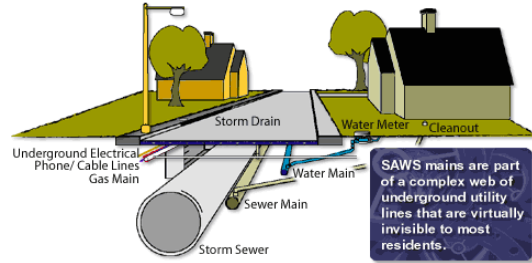 Storm Drain
Water Meter
Cleanout
Underground Electrical
Phone/ Cable Lines
Gas Main
Water Main
Sewer Main
Storm Sewer
SAWS mains are part
of a complex web of
underground utility
lines that are virtually
invisible to most
residents.